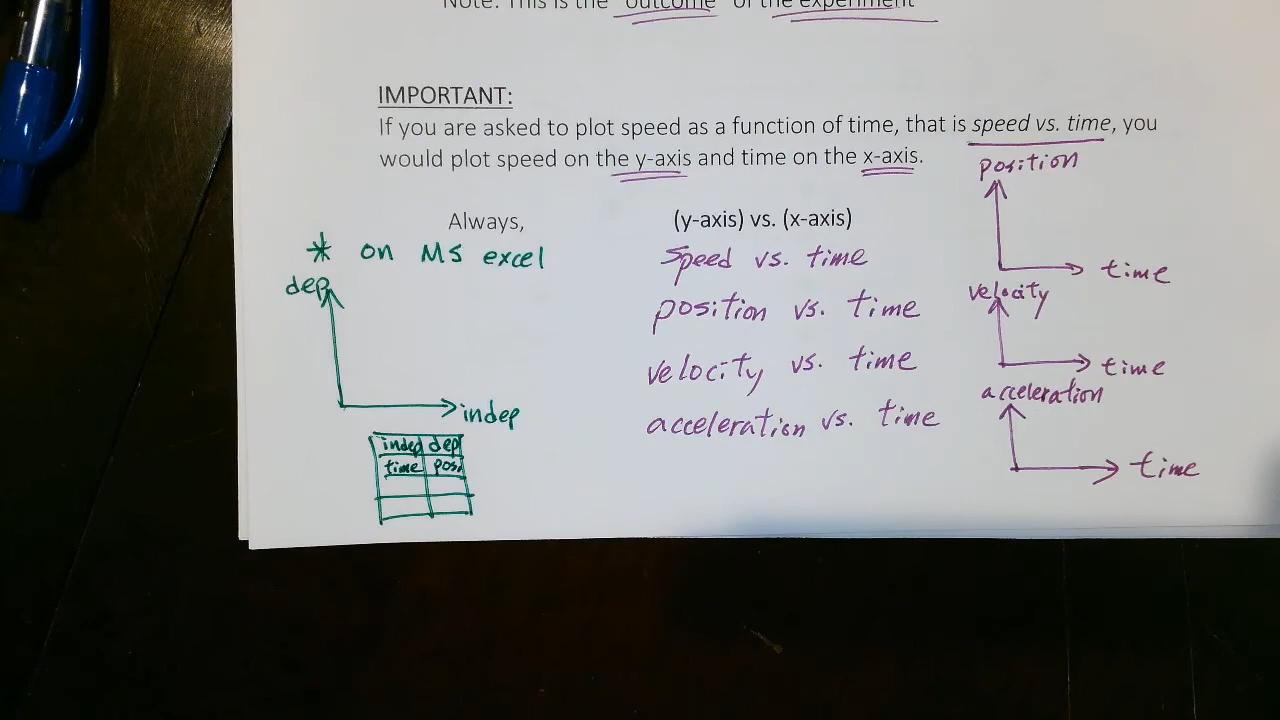 Note: This is the "outcome" of the experiment
IMPORTANT:
If you are asked to plot speed as a function of time, that is speed vs. time, you
would plot speed on the y-axis and time on the x-axis.
Always,
(y-axis) vs. (x-axis)
* on MS excel
dep
indep
indep dep
time posi
speed vs. time
position vs. time
velocity vs. time
acceleration vs. time
position
time
velocity
time
acceleration
time